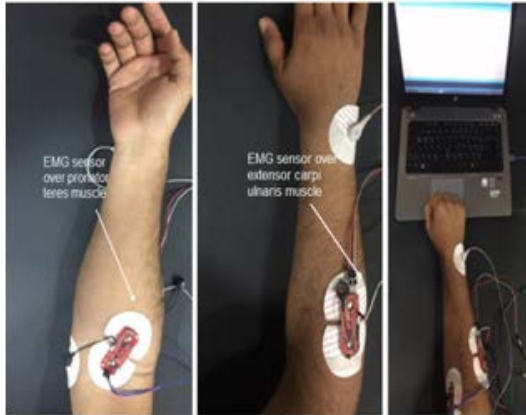 EMG sensor
over pronator
teres muscle
EMG sensor over
extensor carpi
ulnaris muscle